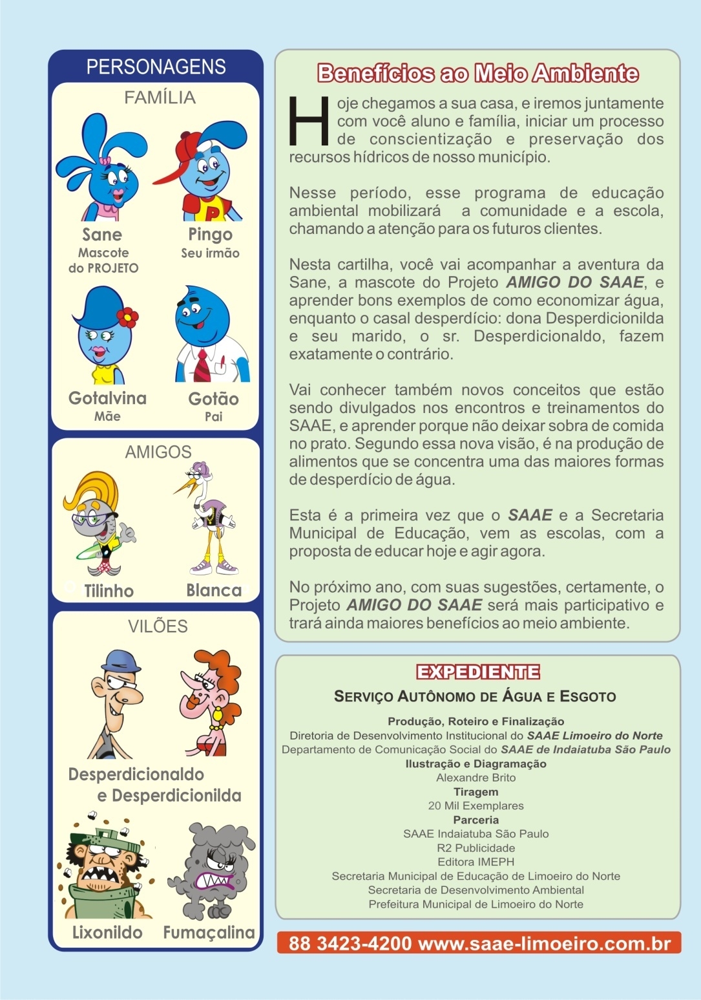 PERSONAGENS
FAMÍLIA
Sane
Mascote
do PROJETO
Pingo
Seu irmão
P
Gotalvina
Mãe
Gotão
Pai
AMIGOS
Tilinho
Blanca
VILÕES
Desperdicionaldo
e Desperdicionilda
Lixonildo
Fumaçalina
Benefícios ao Meio Ambiente
Hoje chegamos a sua casa, e iremos juntamente
com você aluno e família, iniciar um processo
de conscientização e preservação dos
recursos hídricos de nosso município.
Nesse período, esse programa de educação
ambiental mobilizará a comunidade e a escola,
chamando a atenção para os futuros clientes.
Nesta cartilha, você vai acompanhar a aventura da
Sane, a mascote do Projeto AMIGO DO SAAE, e
aprender bons exemplos de como economizar água,
enquanto o casal desperdício: dona Desperdicionilda
e seu marido, o sr. Desperdicionaldo, fazem
exatamente o contrário.
Vai conhecer também novos conceitos que estão
sendo divulgados nos encontros e treinamentos do
SAAE, e aprender porque não deixar sobra de comida
no prato. Segundo essa nova visão, é na produção de
alimentos que se concentra uma das maiores formas
de desperdício de água.
Esta é a primeira vez que o SAAE e a Secretaria
Municipal de Educação, vem as escolas, com a
proposta de educar hoje e agir agora.
No próximo ano, com suas sugestões, certamente, o
Projeto AMIGO DO SAAE será mais participativo e
trará ainda maiores benefícios ao meio ambiente.
EXPEDIENTE
SERVIÇO AUTÔNOMO DE ÁGUA E ESGOTO
Produção, Roteiro e Finalização
Diretoria de Desenvolvimento Institucional do SAAE Limoeiro do Norte
Departamento de Comunicação Social do SAAE de Indaiatuba São Paulo
Ilustração e Diagramação
Alexandre Brito
Tiragem
20 Mil Exemplares
Parceria
SAAE Indaiatuba São Paulo
R2 Publicidade
Editora IMEPH
Secretaria Municipal de Educação de Limoeiro do Norte
Secretaria de Desenvolvimento Ambiental
Prefeitura Municipal de Limoeiro do Norte
88 3423-4200 www.saae-limoeiro.com.br